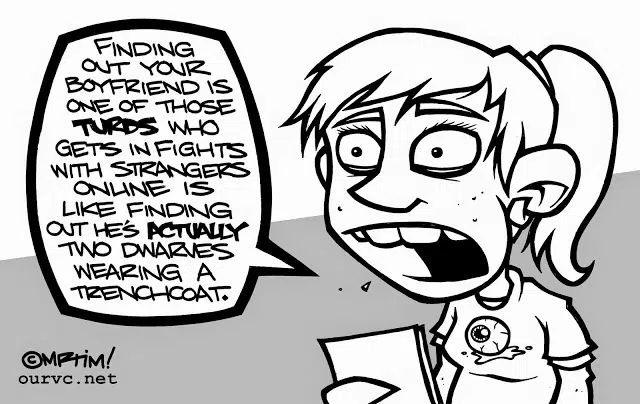 FINDING
OUT YOUR
BOYFRIEND IS
ONE OF THOSE
TURDS WHO
GETS IN FIGHTS
WITH STRANGERS
ONLINE IS
LIKE FINDING
OUT HE'S ACTUALLY
TWO DWARVES
WEARING A
TRENCHCOAT.
©MRTIM!
ourvc.net